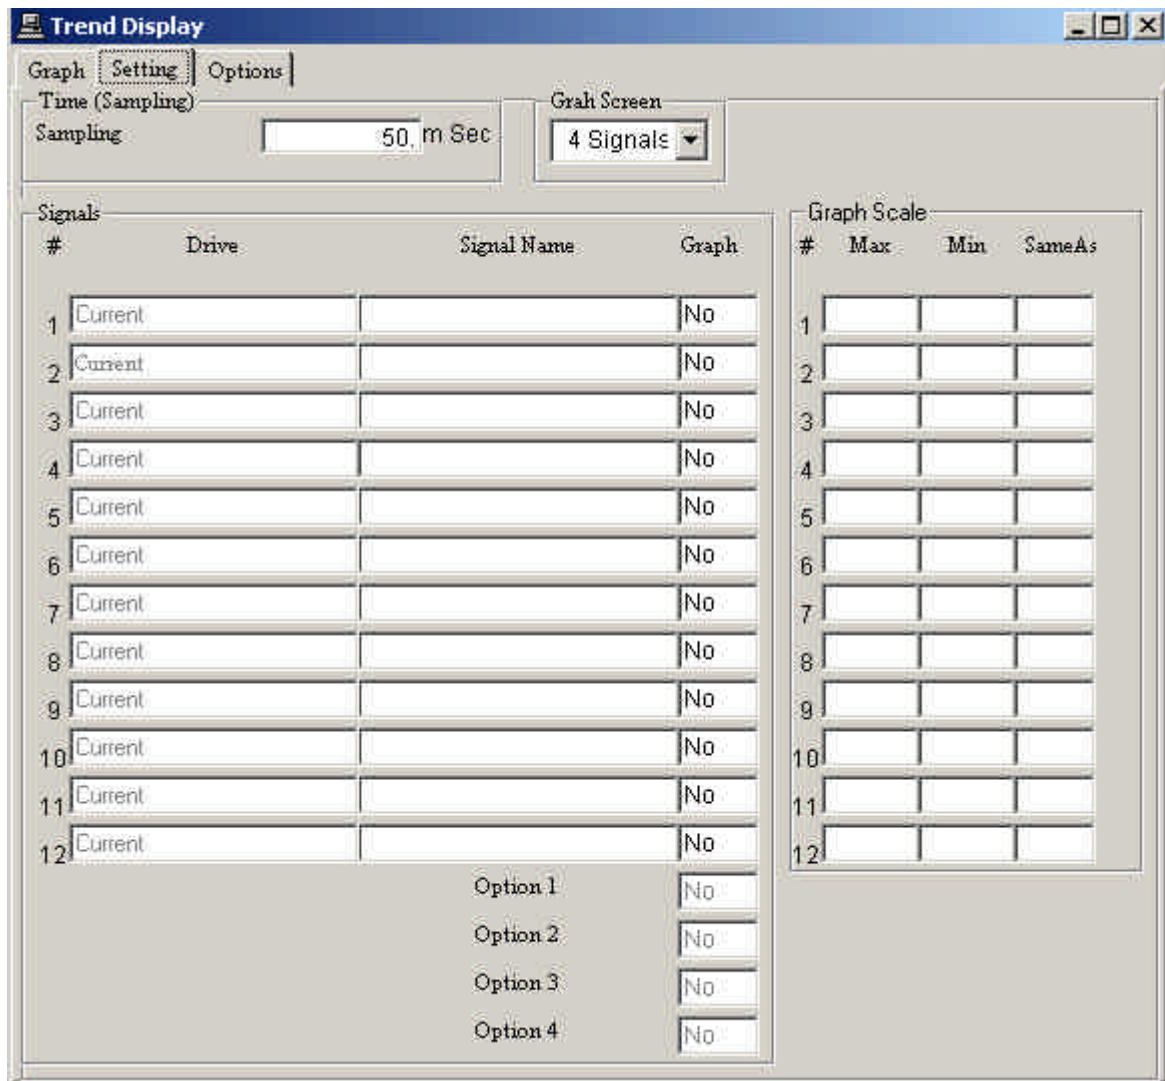 Trend Display
Graph Setting Options
Time (Sampling) Grah Screen
Sampling 50. m Sec 4 Signals
Signals Graph Scale
# Drive Signal Name Graph # Max Min SameAs
1 Current No 1
2 Current No 2
3 Current No 3
4 Current No 4
5 Current No 5
6 Current No 6
7 Current No 7
8 Current No 8
9 Current No 9
10 Current No 10
11 Current No 11
12 Current No 12
Option 1 No
Option 2 No
Option 3 No
Option 4 No